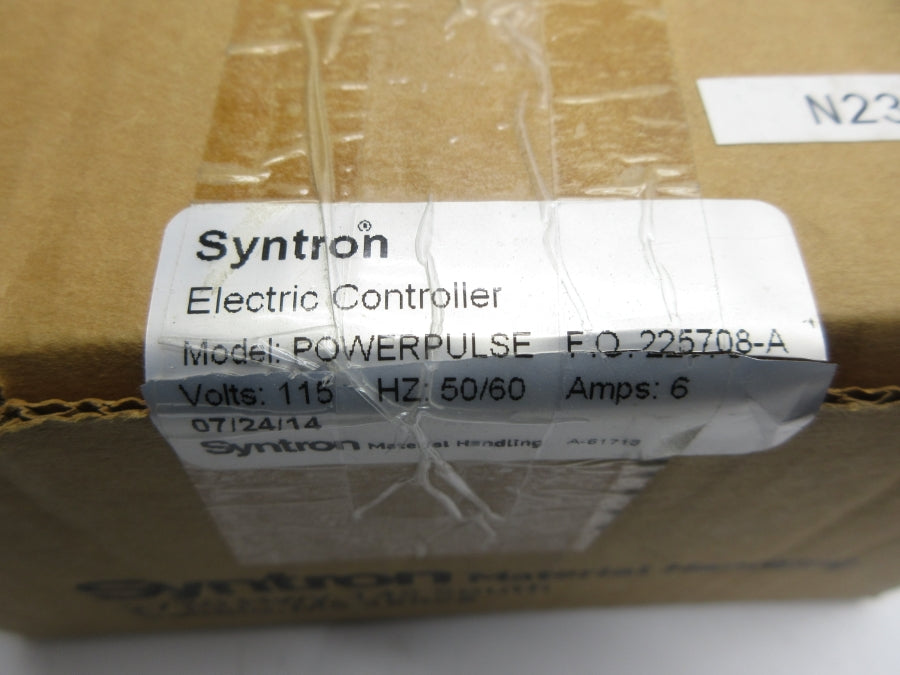 N23
Syntron®
Electric Controller
Model: POWERPULSE F.O. 225708-A
Volts: 115 HZ: 50/60 Amps: 6
07/24/14
Syntron Material Handling A-61713
Syntron Material Handling